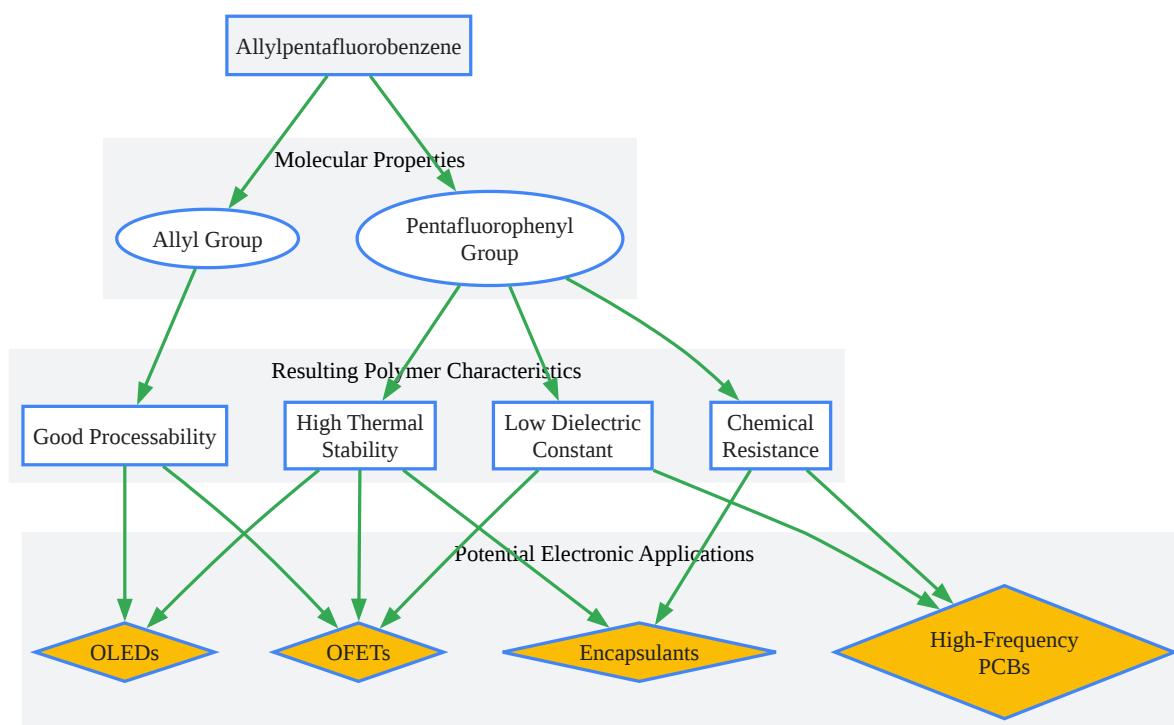 Allylpentafluorobenzene
Molecular Properties
Allyl Group
Pentafluorophenyl
Group
Resulting Polymer Characteristics
Good Processability
High Thermal
Stability
Low Dielectric
Constant
Chemical
Resistance
Potential Electronic Applications
OLEDs
OFETs
Encapsulants
High-Frequency
PCBs